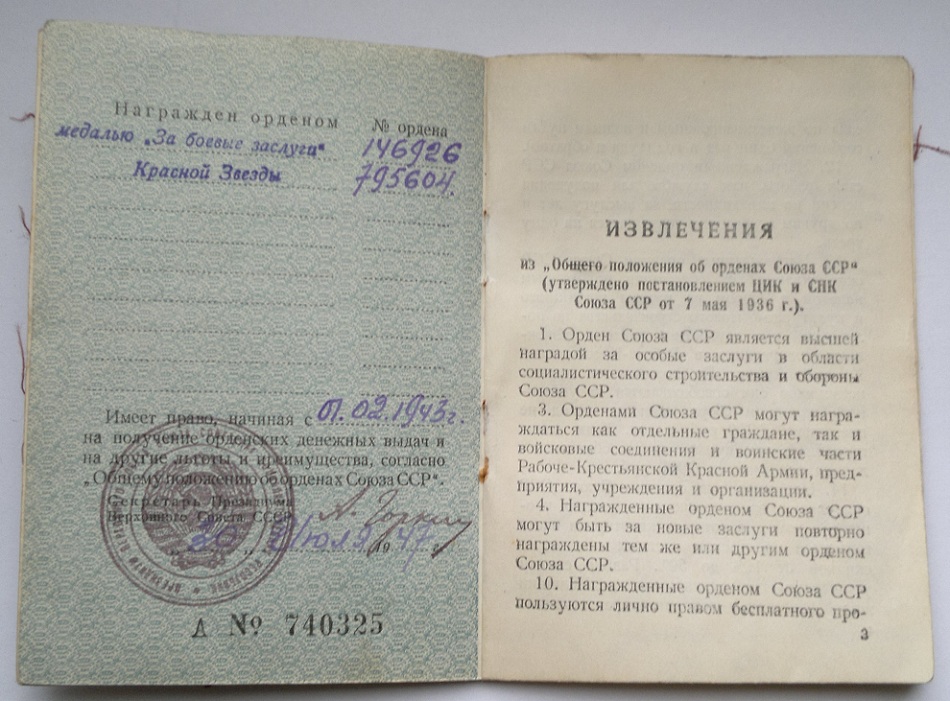 Награжден орденом
№ ордена
медалью „За боевые заслуги“ 146926
Красной Звезды 795604.
Имеет право, начиная с 01.02.1943г.
на получение орденских денежных выдач и
на другие льготы и преимущества, согласно
„Общему положению об орденах Союза ССР“.
Секретарь Президиума
Верховного Совета СССР
А. Горкин
20 Июля 1947 г.
А № 740325
ИЗВЛЕЧЕНИЯ
из „Общего положения об орденах Союза ССР“
(утверждено постановлением ЦИК и СНК
Союза ССР от 7 мая 1936 г.).
1. Орден Союза ССР является высшей
наградой за особые заслуги в области
социалистического строительства и обороны
Союза ССР.
3. Орденами Союза ССР могут награ-
ждаться как отдельные граждане, так и
войсковые соединения и воинские части
Рабоче-Крестьянской Красной Армии, пред-
приятия, учреждения и организации.
4. Награжденные орденом Союза ССР
могут быть за новые заслуги повторно
награждены тем же или другим орденом
Союза ССР.
10. Награжденные орденом Союза ССР
пользуются лично правом бесплатного про-
3